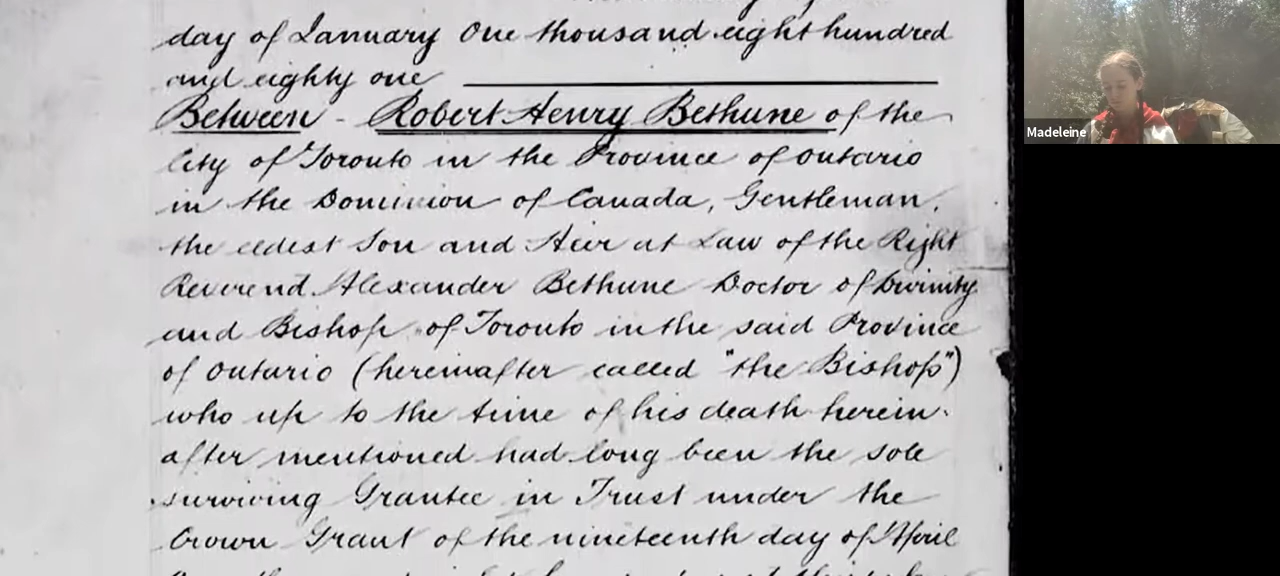 day of January One thousand eight hundred
and eighty one
Between - Robert Henry Bethune of the
City of Toronto in the Province of Ontario
in the Dominion of Canada, Gentleman,
the eldest Son and Heir at Law of the Right
Reverend Alexander Bethune Doctor of Divinity
and Bishop of Toronto in the said Province
of Ontario (hereinafter called "the Bishop")
who up to the time of his death herein-
after mentioned had long been the sole
surviving Grantee in Trust under the
Crown Grant of the nineteenth day of April
Madeleine